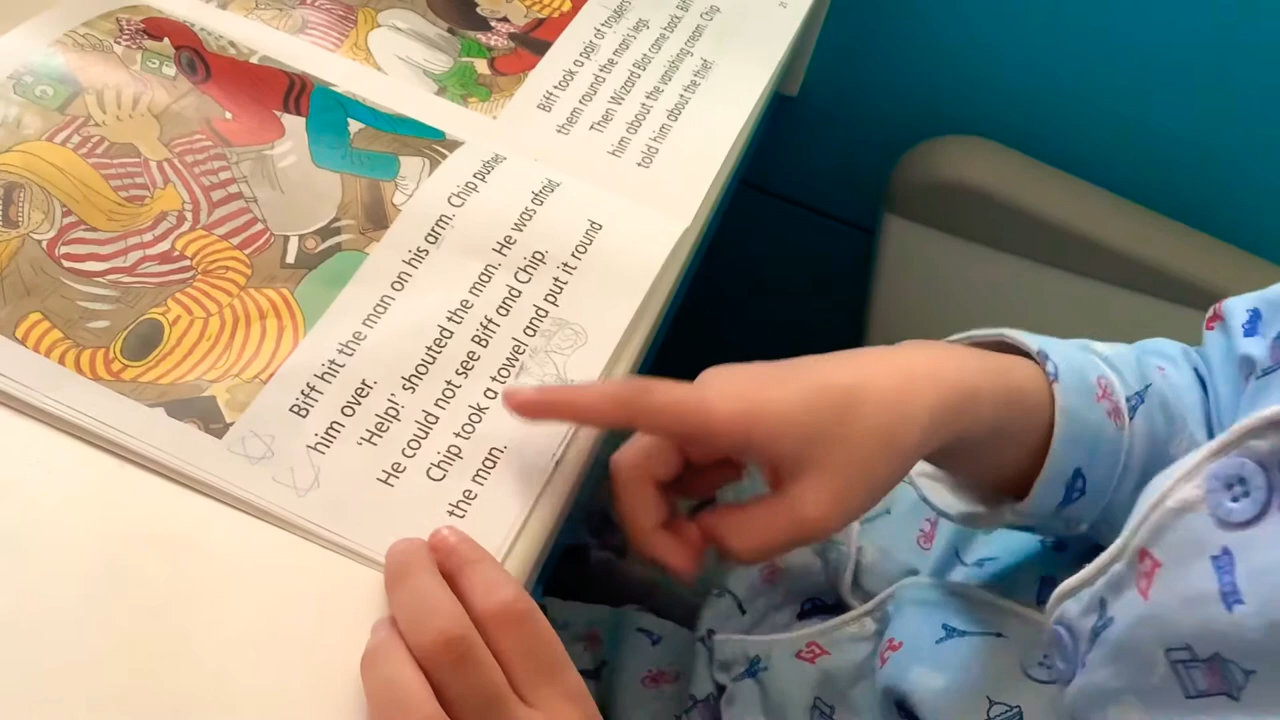 Biff hit the man on his arm. Chip pushed
him over.
‘Help!’ shouted the man. He was afraid.
He could not see Biff and Chip.
Chip took a towel and put it round
the man.
Biff took a pair of trousers
them round the man's legs.
Then Wizard Blot came back. Biff
him about the vanishing cream. Chip
told him about the thief.
21